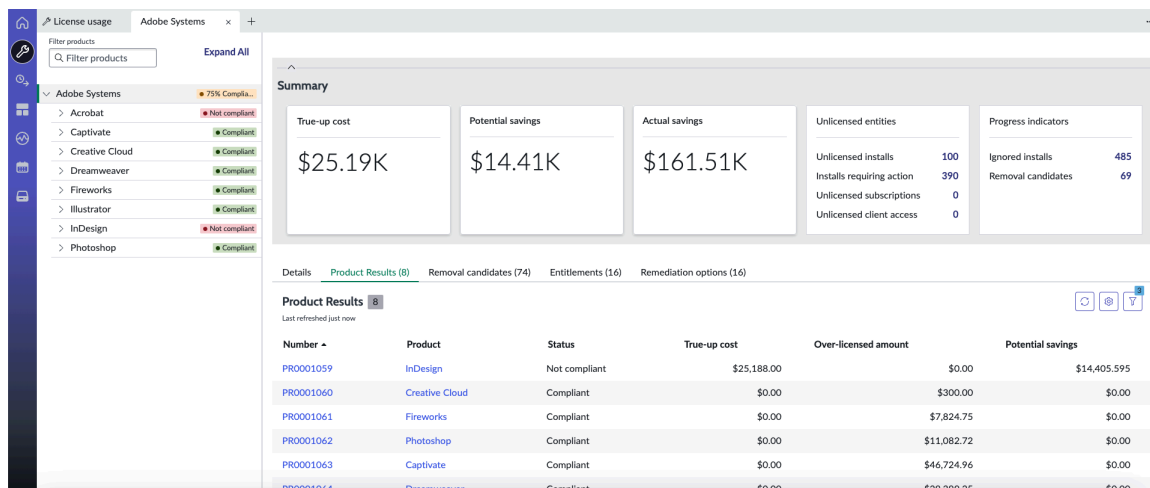 License usage
Adobe Systems × +
Filter products
Filter products
Expand All
Adobe Systems 75% Complia...
Acrobat Not compliant
Captivate Compliant
Creative Cloud Compliant
Dreamweaver Compliant
Fireworks Compliant
Illustrator Compliant
InDesign Not compliant
Photoshop Compliant
Summary
True-up cost
$25.19K
Potential savings
$14.41K
Actual savings
$161.51K
Unlicensed entities
Unlicensed installs 100
Installs requiring action 390
Unlicensed subscriptions 0
Unlicensed client access 0
Progress indicators
Ignored installs 485
Removal candidates 69
Details Product Results (8) Removal candidates (74) Entitlements (16) Remediation options (16)
Product Results 8
3
Last refreshed just now
Number Product Status True-up cost Over-licensed amount Potential savings
PR0001059 InDesign Not compliant $25,188.00 $0.00 $14,405.595
PR0001060 Creative Cloud Compliant $0.00 $300.00 $0.00
PR0001061 Fireworks Compliant $0.00 $7,824.75 $0.00
PR0001062 Photoshop Compliant $0.00 $11,082.72 $0.00
PR0001063 Captivate Compliant $0.00 $46,724.96 $0.00